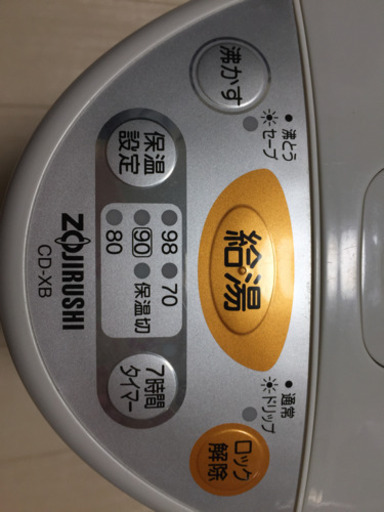 沸かす
●沸とう
セーブ
保温
設定
給湯
98
90
80
70
保温切
ZOJIRUSHI
CD-XB
7時間
タイマー
●通常
ドリップ
ロック
解除